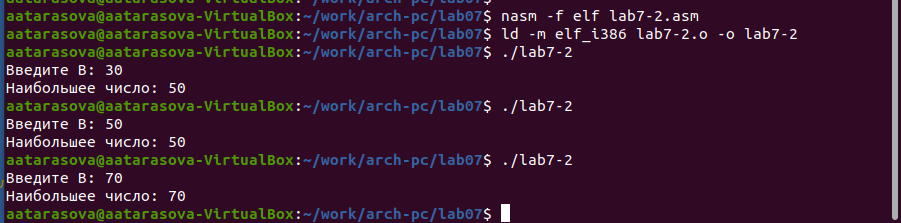 aatarasova@aatarasova-VirtualBox:~/work/arch-pc/lab07$ nasm -f elf lab7-2.asm
aatarasova@aatarasova-VirtualBox:~/work/arch-pc/lab07$ ld -m elf_i386 lab7-2.o -o lab7-2
aatarasova@aatarasova-VirtualBox:~/work/arch-pc/lab07$ ./lab7-2
Введите В: 30
Наибольшее число: 50
aatarasova@aatarasova-VirtualBox:~/work/arch-pc/lab07$ ./lab7-2
Введите В: 50
Наибольшее число: 50
aatarasova@aatarasova-VirtualBox:~/work/arch-pc/lab07$ ./lab7-2
Введите В: 70
Наибольшее число: 70
aatarasova@aatarasova-VirtualBox:~/work/arch-pc/lab07$